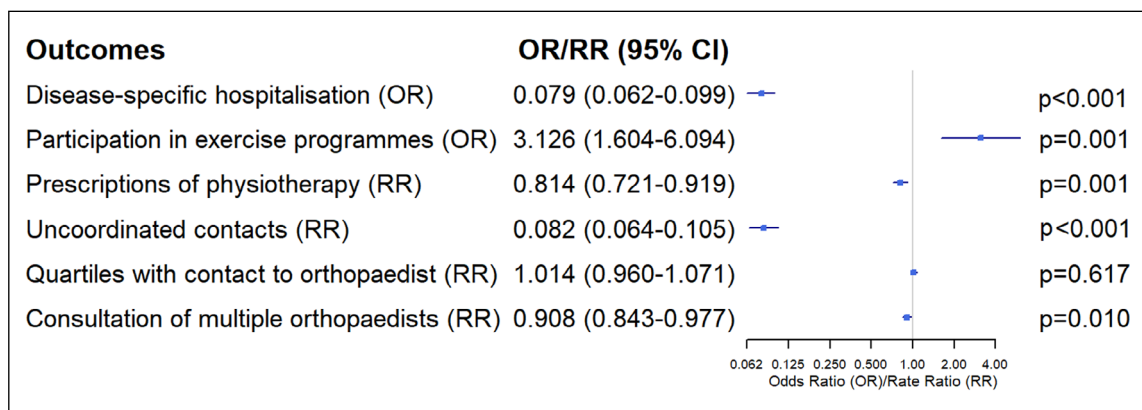 Outcomes OR/RR (95% CI)
Disease-specific hospitalisation (OR) 0.079 (0.062-0.099) p<0.001
Participation in exercise programmes (OR) 3.126 (1.604-6.094) p=0.001
Prescriptions of physiotherapy (RR) 0.814 (0.721-0.919) p=0.001
Uncoordinated contacts (RR) 0.082 (0.064-0.105) p<0.001
Quartiles with contact to orthopaedist (RR) 1.014 (0.960-1.071) p=0.617
Consultation of multiple orthopaedists (RR) 0.908 (0.843-0.977) p=0.010
0.062 0.125 0.250 0.500 1.00 2.00 4.00
Odds Ratio (OR)/Rate Ratio (RR)